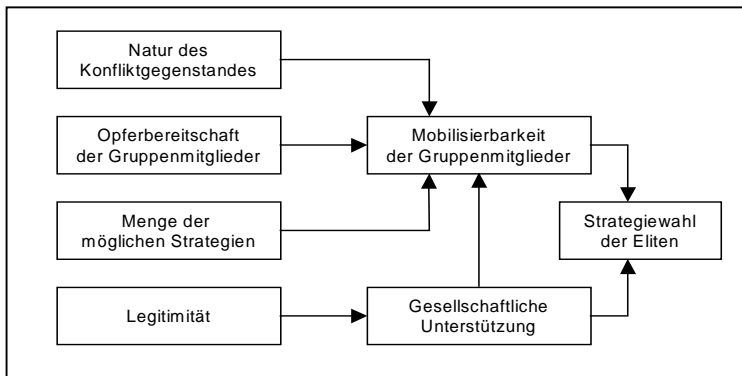 Natur des
Konfliktgegenstandes
Opferbereitschaft
der Gruppenmitglieder
Mobilisierbarkeit
der Gruppenmitglieder
Menge der
möglichen Strategien
Strategiewahl
der Eliten
Legitimität
Gesellschaftliche
Unterstützung